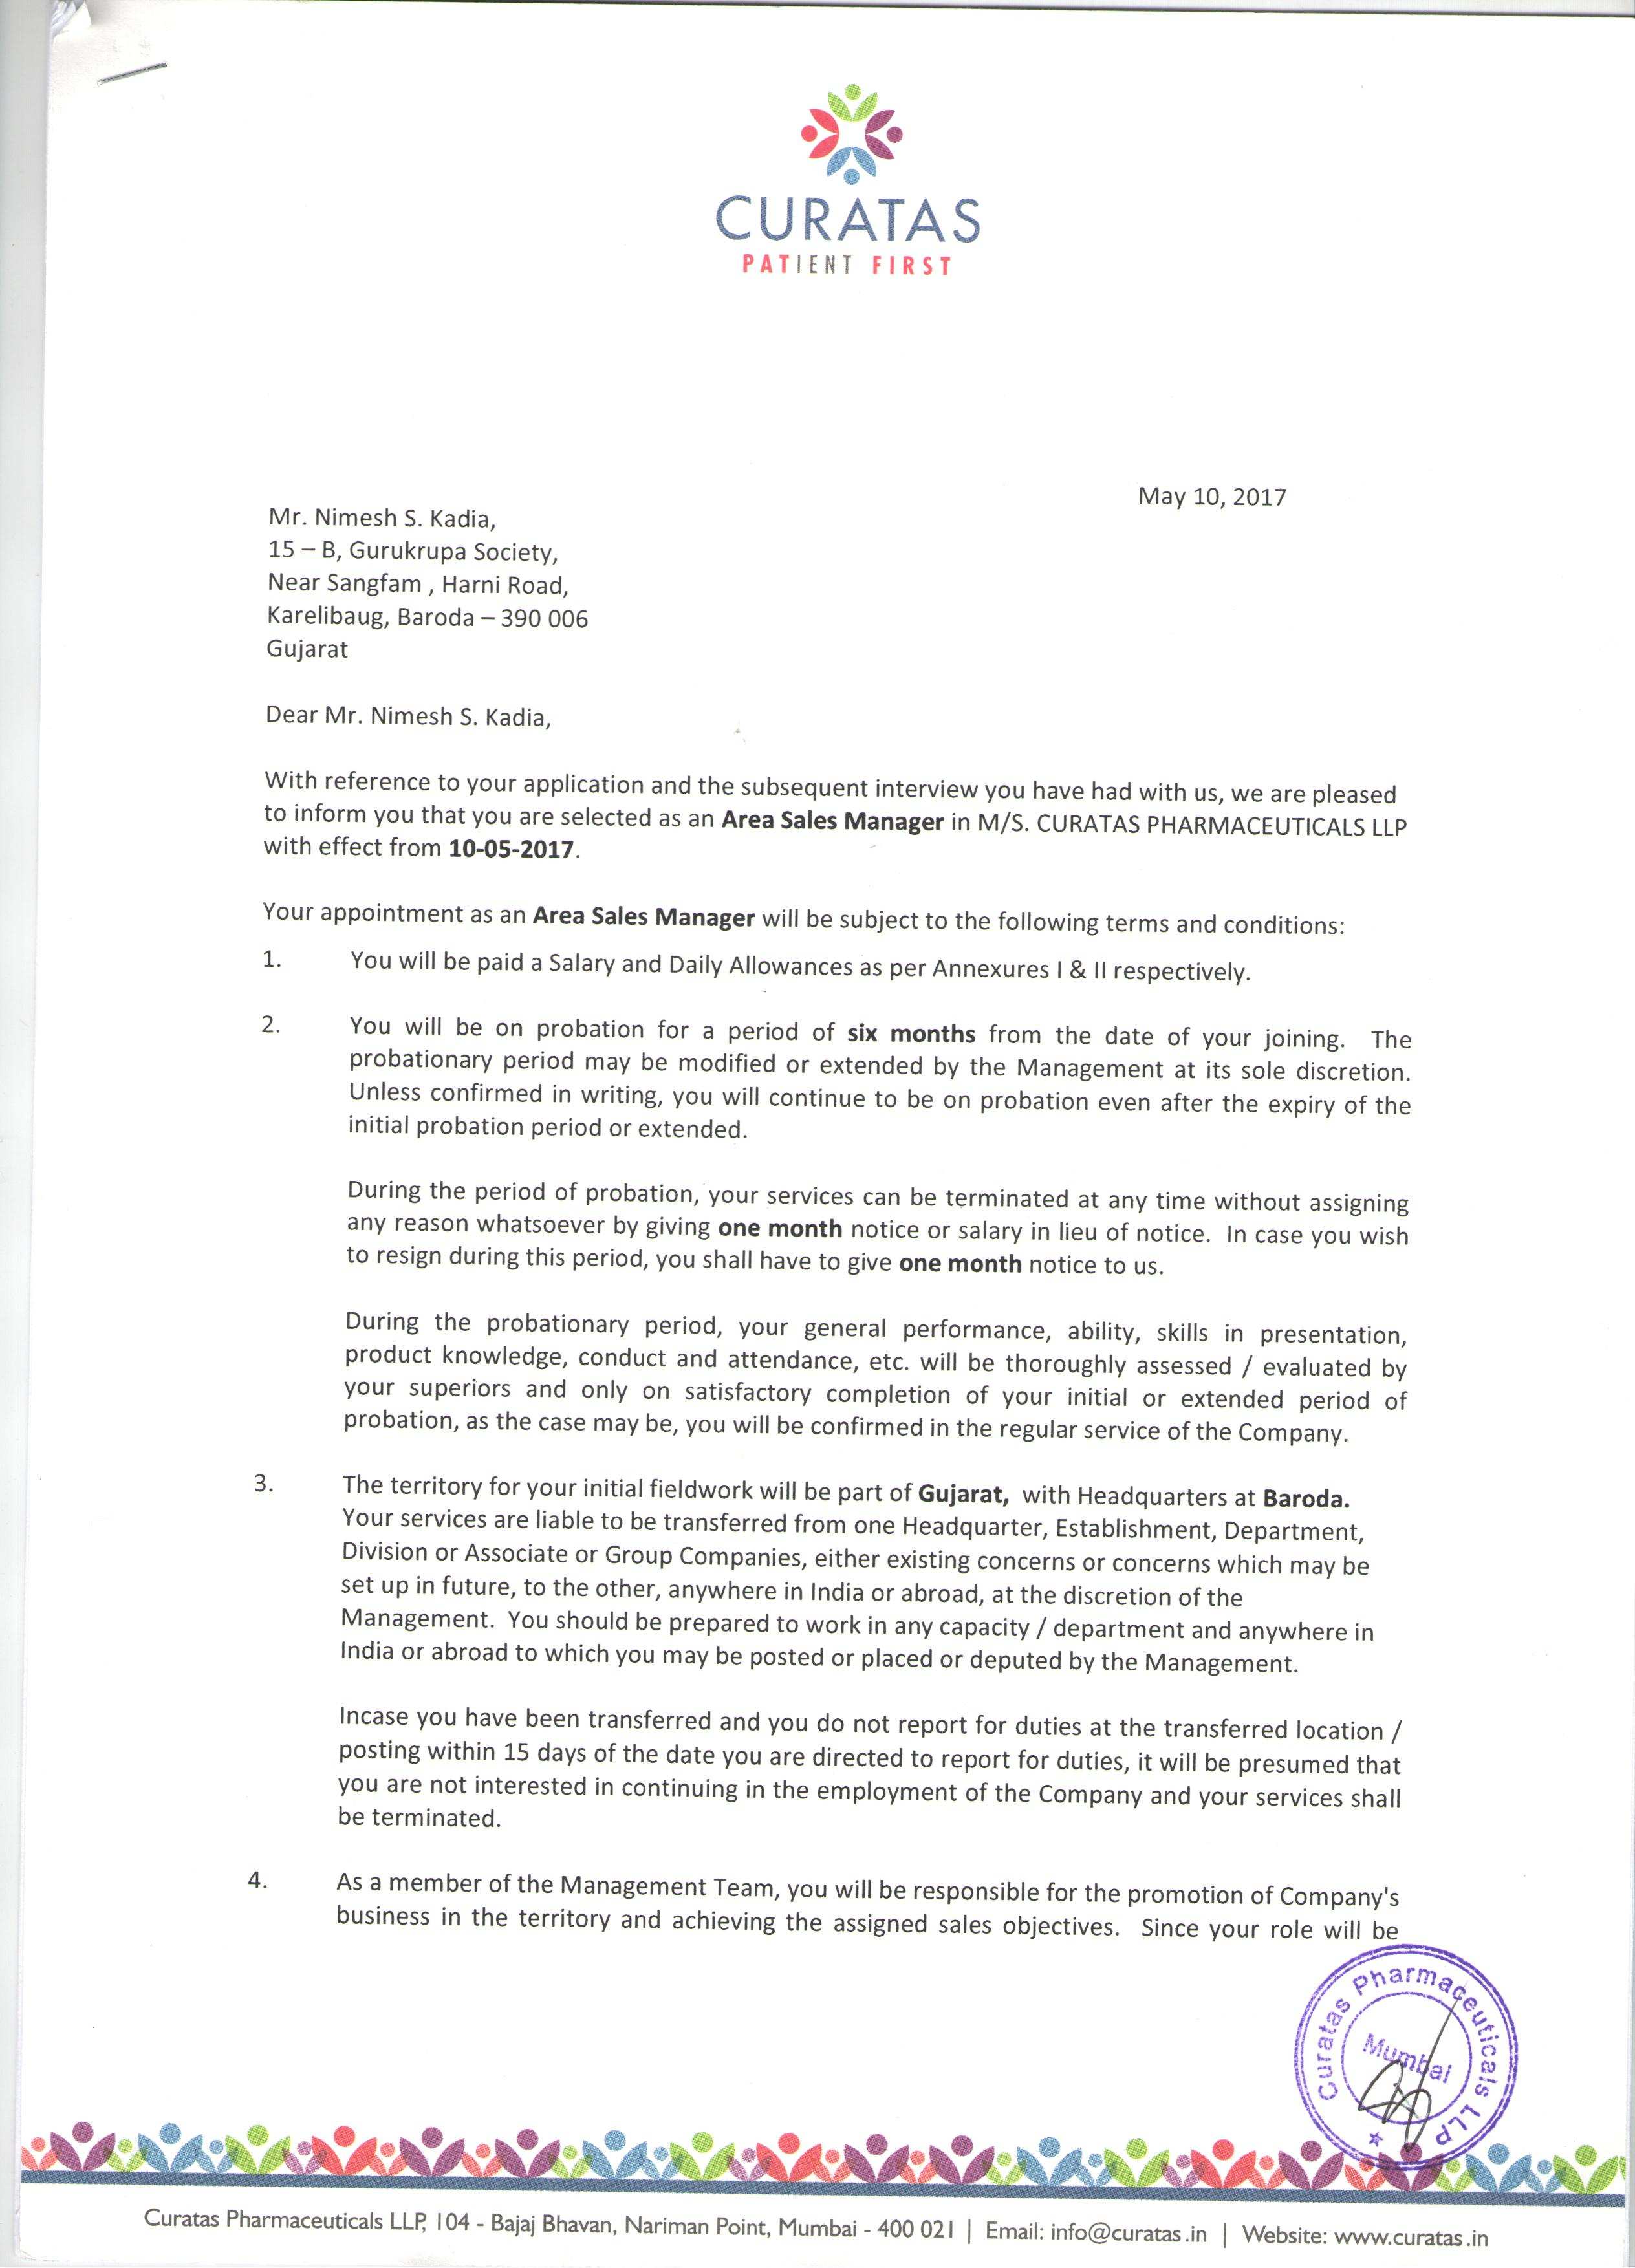 CURATAS
PATIENT FIRST
May 10, 2017
Mr. Nimesh S. Kadia,
15 – B, Gurukrupa Society,
Near Sangfam , Harni Road,
Karelibaug, Baroda – 390 006
Gujarat
Dear Mr. Nimesh S. Kadia,
With reference to your application and the subsequent interview you have had with us, we are pleased
to inform you that you are selected as an Area Sales Manager in M/S. CURATAS PHARMACEUTICALS LLP
with effect from 10-05-2017.
Your appointment as an Area Sales Manager will be subject to the following terms and conditions:
1. You will be paid a Salary and Daily Allowances as per Annexures I & II respectively.
2. You will be on probation for a period of six months from the date of your joining. The
probationary period may be modified or extended by the Management at its sole discretion.
Unless confirmed in writing, you will continue to be on probation even after the expiry of the
initial probation period or extended.
During the period of probation, your services can be terminated at any time without assigning
any reason whatsoever by giving one month notice or salary in lieu of notice. In case you wish
to resign during this period, you shall have to give one month notice to us.
During the probationary period, your general performance, ability, skills in presentation,
product knowledge, conduct and attendance, etc. will be thoroughly assessed / evaluated by
your superiors and only on satisfactory completion of your initial or extended period of
probation, as the case may be, you will be confirmed in the regular service of the Company.
3. The territory for your initial fieldwork will be part of Gujarat, with Headquarters at Baroda.
Your services are liable to be transferred from one Headquarter, Establishment, Department,
Division or Associate or Group Companies, either existing concerns or concerns which may be
set up in future, to the other, anywhere in India or abroad, at the discretion of the
Management. You should be prepared to work in any capacity / department and anywhere in
India or abroad to which you may be posted or placed or deputed by the Management.
Incase you have been transferred and you do not report for duties at the transferred location /
posting within 15 days of the date you are directed to report for duties, it will be presumed that
you are not interested in continuing in the employment of the Company and your services shall
be terminated.
4. As a member of the Management Team, you will be responsible for the promotion of Company's
business in the territory and achieving the assigned sales objectives. Since your role will be
Curatas Pharmaceuticals LLP
Mumbai
Curatas Pharmaceuticals LLP, 104 - Bajaj Bhavan, Nariman Point, Mumbai - 400 021 | Email: info@curatas.in | Website: www.curatas.in